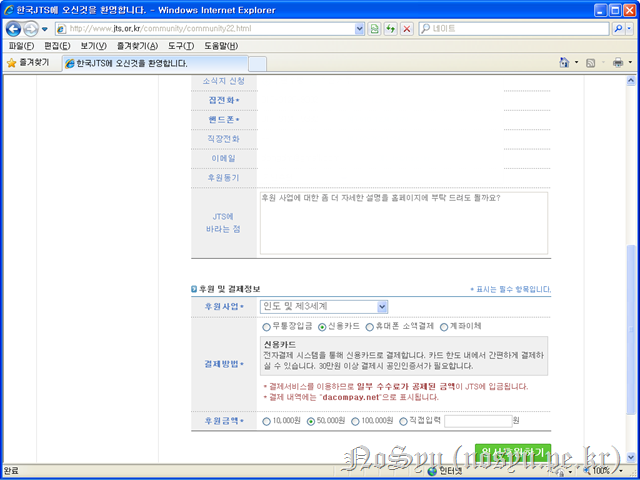 한국JTS에 오신것을 환영합니다. - Windows Internet Explorer
http://www.jts.or.kr/community/community22.html
네이트
파일(F) 편집(E) 보기(V) 즐겨찾기(A) 도구(T) 도움말(H)
즐겨찾기 한국JTS에 오신것을 환영합니다.
소식지 신청
집전화*
핸드폰*
직장전화
이메일
후원동기
JTS에
바라는 점
후원 사업에 대한 좀 더 자세한 설명을 홈페이지에 부탁 드려도 될까요?
후원 및 결제정보 * 표시는 필수 항목입니다.
후원사업* 인도 및 제3세계
결제방법* 무통장입금 신용카드 휴대폰 소액결제 계좌이체
신용카드
전자결제 시스템을 통해 신용카드로 결제합니다. 카드 한도 내에서 간편하게 결제하
실 수 있습니다. 30만원 이상 결제시 공인인증서가 필요합니다.
* 결제서비스를 이용하므로 일부 수수료가 공제된 금액이 JTS에 입금됩니다.
* 결제 내역에는 "dacompay.net"으로 표시됩니다.
후원금액* 10,000원 50,000원 100,000원 직접입력 원
일시후원하기
NoSyu (nosyu.pe.kr)
완료 인터넷 100%